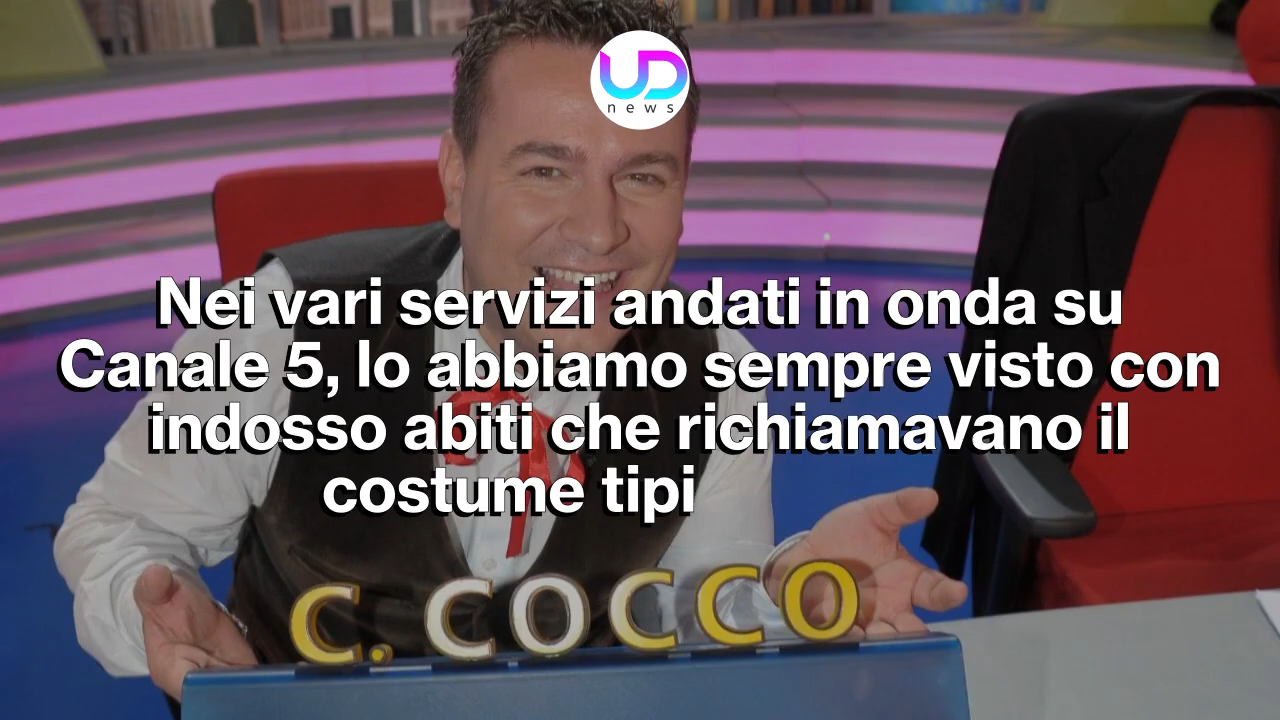 UD
news
Nei vari servizi andati in onda su
Canale 5, lo abbiamo sempre visto con
indosso abiti che richiamavano il
costume tipi
C. COCCO